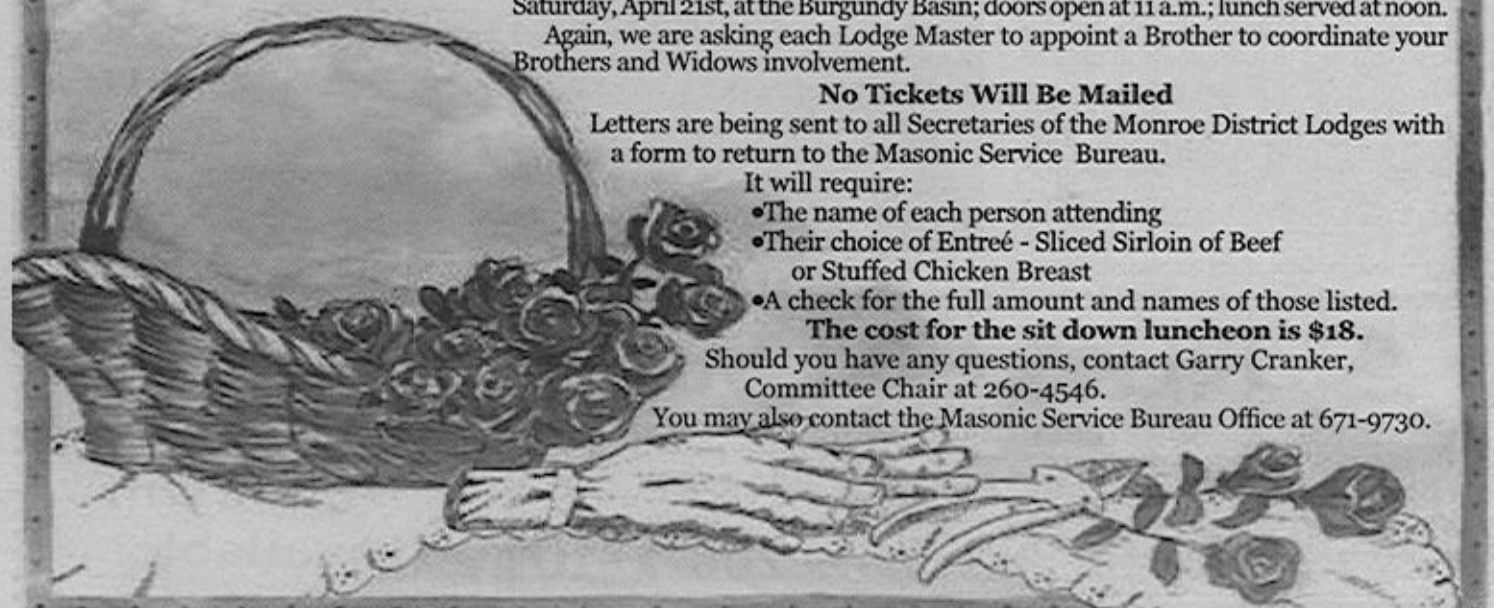 Saturday, April 21st, at the Burgundy Basin; doors open at 11 a.m.; lunch served at noon.
Again, we are asking each Lodge Master to appoint a Brother to coordinate your
Brothers and Widows involvement.
No Tickets Will Be Mailed
Letters are being sent to all Secretaries of the Monroe District Lodges with
a form to return to the Masonic Service Bureau.
It will require:
•The name of each person attending
•Their choice of Entreé - Sliced Sirloin of Beef
or Stuffed Chicken Breast
•A check for the full amount and names of those listed.
The cost for the sit down luncheon is $18.
Should you have any questions, contact Garry Cranker,
Committee Chair at 260-4546.
You may also contact the Masonic Service Bureau Office at 671-9730.